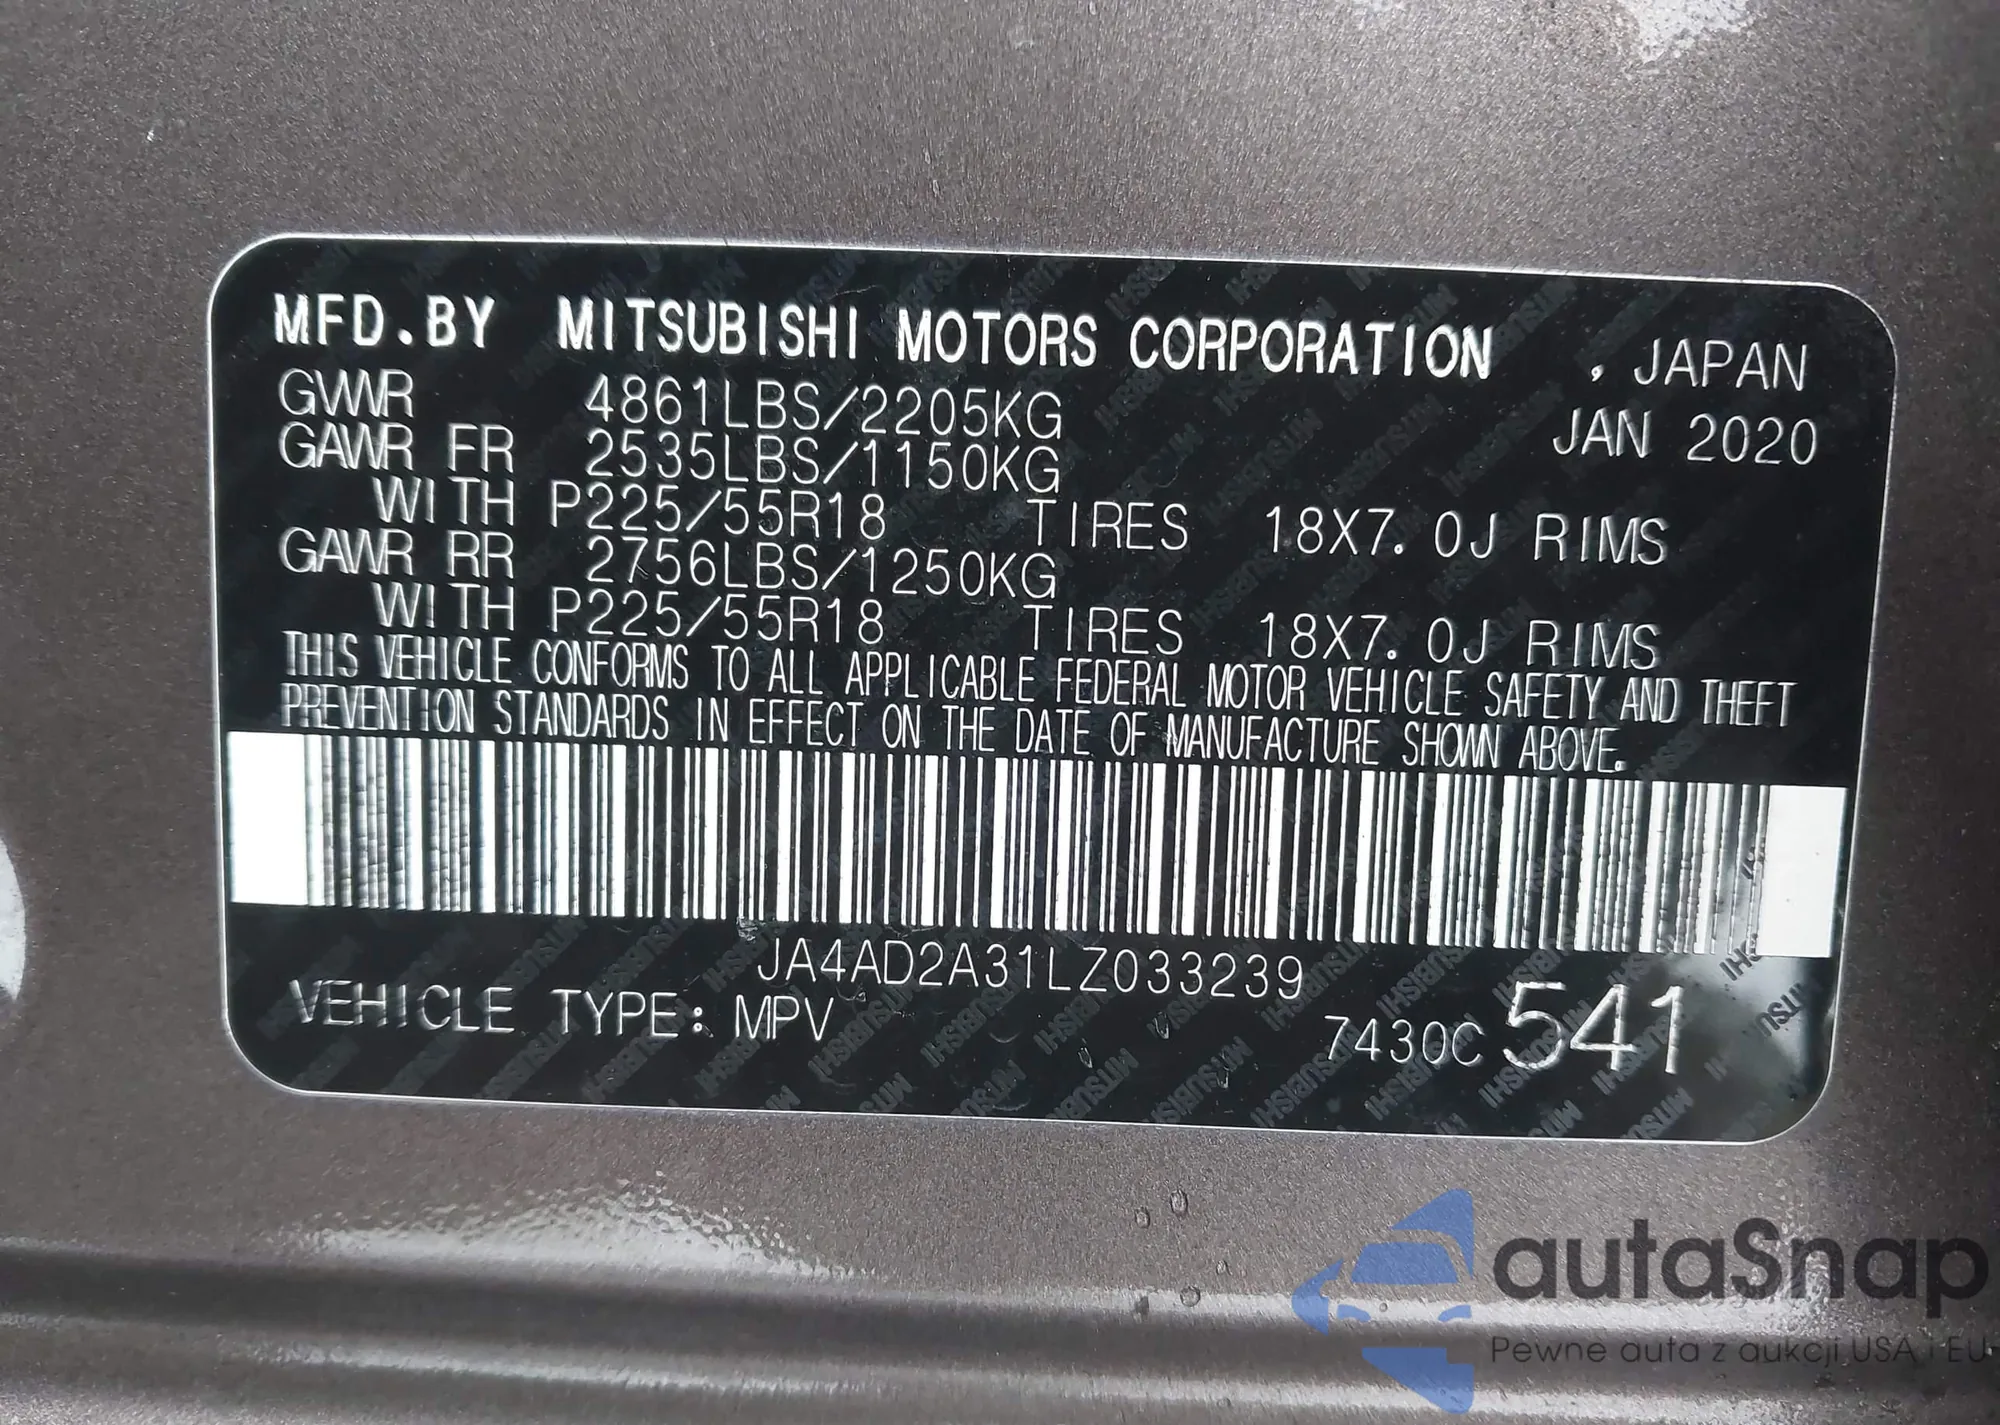 MFD.BY MITSUBISHI MOTORS CORPORATION , JAPAN
GVWR 4861LBS/2205KG JAN 2020
GAWR FR 2535LBS/1150KG
WITH P225/55R18 TIRES 18X7.0J RIMS
GAWR RR 2756LBS/1250KG
WITH P225/55R18 TIRES 18X7.0J RIMS
THIS VEHICLE CONFORMS TO ALL APPLICABLE FEDERAL MOTOR VEHICLE SAFETY AND THEFT
PREVENTION STANDARDS IN EFFECT ON THE DATE OF MANUFACTURE SHOWN ABOVE.
JA4AD2A31LZ033239
VEHICLE TYPE: MPV 7430C 541
autaSnap
Pewne auta z aukcji USA i EU